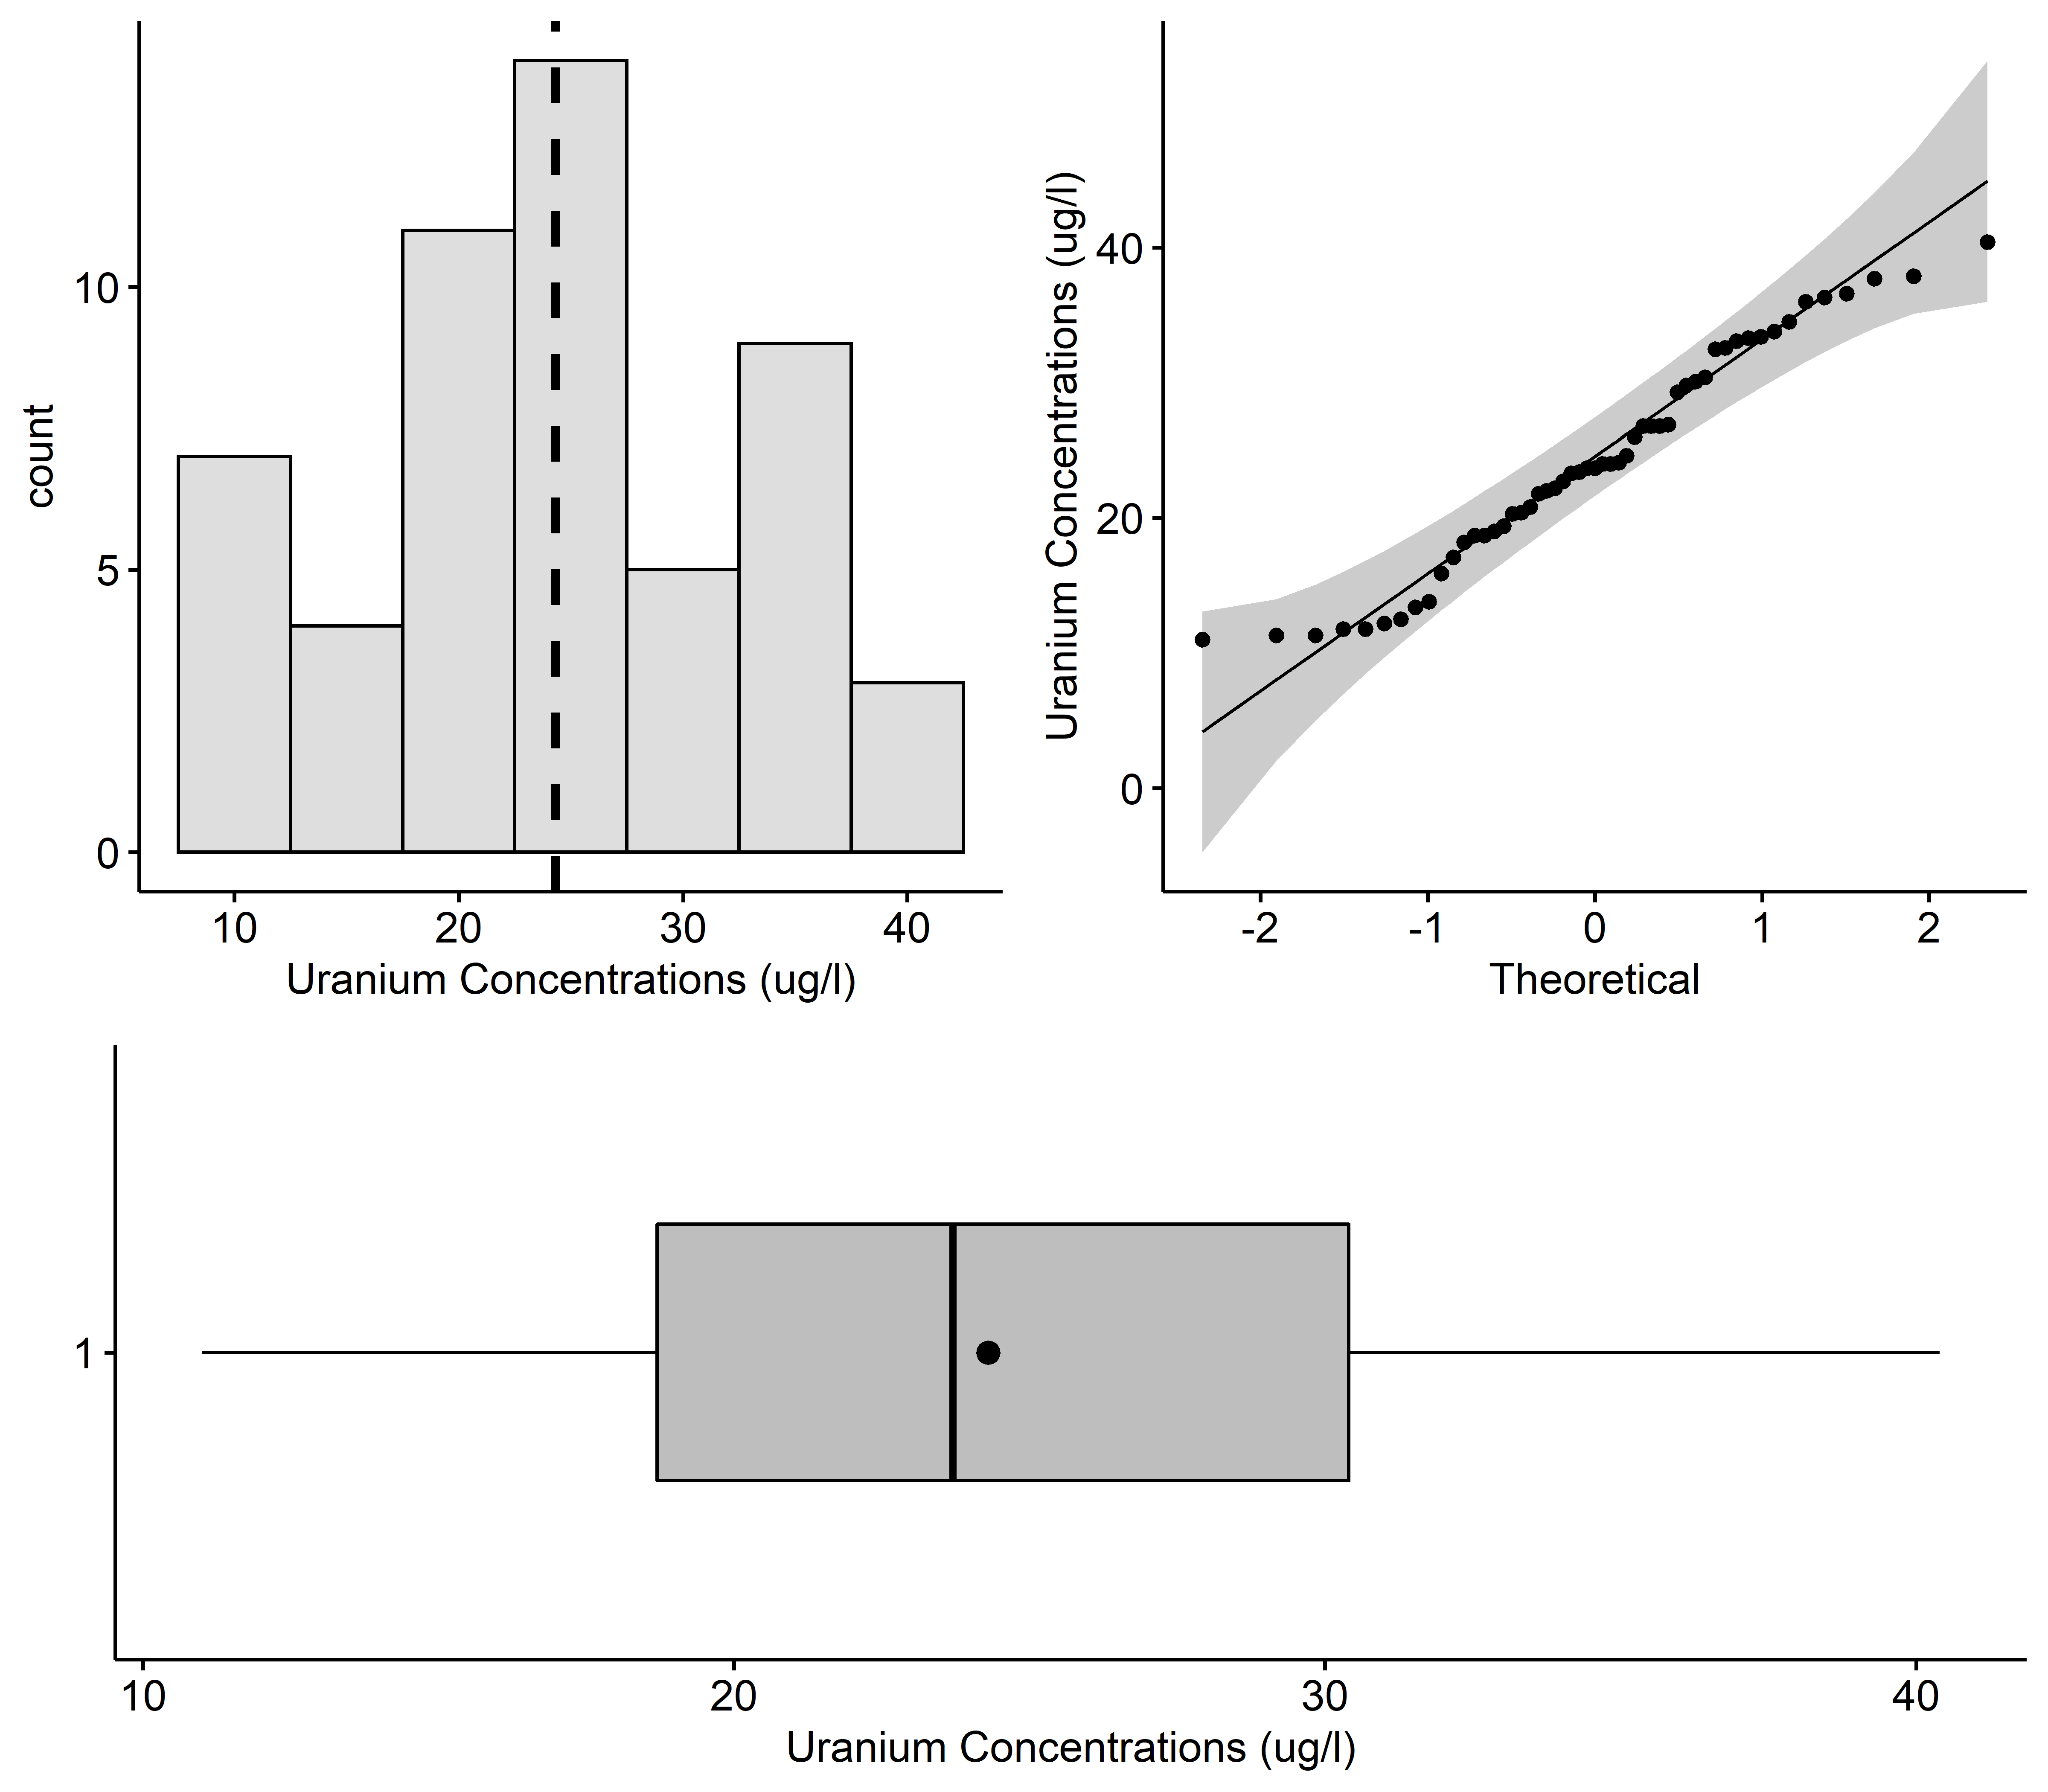 count
10
5
0
10 20 30 40
Uranium Concentrations (ug/l)
Uranium Concentrations (ug/l)
40
20
0
-2 -1 0 1 2
Theoretical
1
10 20 30 40
Uranium Concentrations (ug/l)